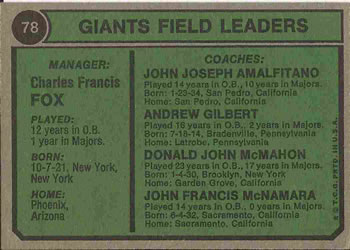 78
GIANTS FIELD LEADERS
MANAGER:
Charles Francis
FOX
PLAYED:
12 years in O.B.
1 year in Majors.
BORN:
10-7-21, New York,
New York
HOME:
Phoenix,
Arizona
COACHES:
JOHN JOSEPH AMALFITANO
Played 14 years in O.B., 10 years in Majors.
Born: 1-23-34, San Pedro, California
Home: San Pedro, California
ANDREW GILBERT
Played 16 years in O.B., 2 years in Majors.
Born: 7-18-14, Bradenville, Pennsylvania
Home: Latrobe, Pennsylvania
DONALD JOHN McMAHON
Played 23 years in O.B., 17 years in Majors.
Born: 1-4-30, Brooklyn, New York
Home: Garden Grove, California
JOHN FRANCIS McNAMARA
Played 14 years in O.B., 0 years in Majors.
Born: 6-4-32, Sacramento, California
Home: Sacramento, California
© T.C.G. PRTD. IN U.S.A.